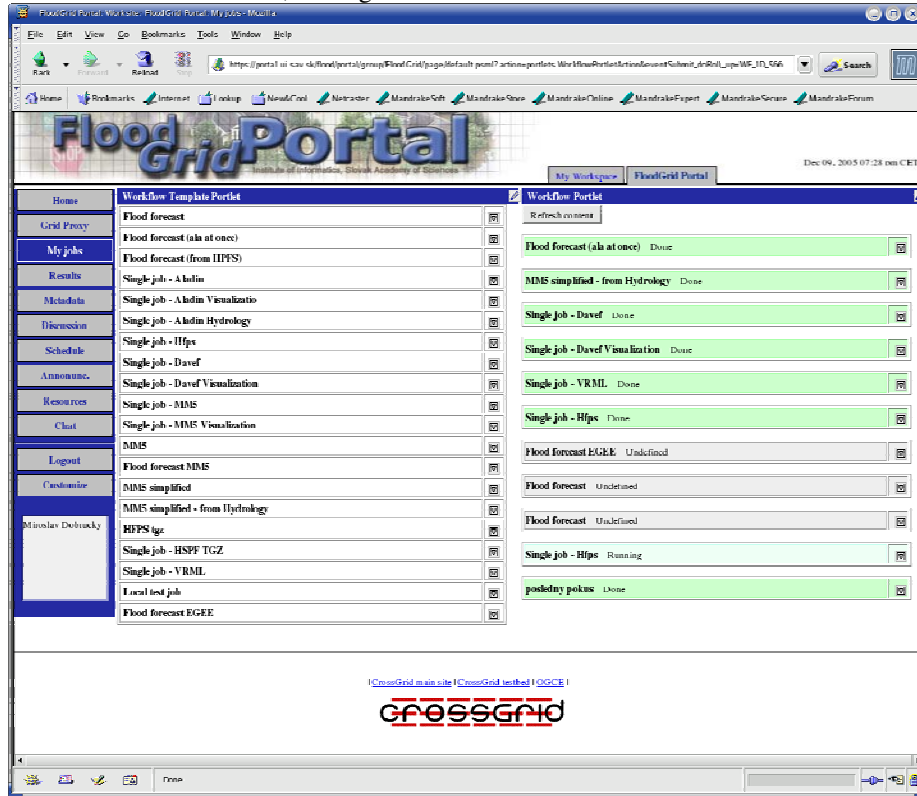 FloodGrid Portal: Worksite: FloodGrid Portal: My jobs - Mozilla
File Edit View Go Bookmarks Tools Window Help
Back Forward Reload Stop
Search
Home Bookmarks Internet Lookup New&Cool Netcaster MandrakeSoft MandrakeStore MandrakeOnline MandrakeExpert MandrakeSecure MandrakeForum
Flood Grid Portal
STOP
Institute of Informatics, Slovak Academy of Sciences
Dec 09, 2005 07:28 pm CET
My Workspace FloodGrid Portal
Home
Grid Proxy
My jobs
Results
Metadata
Discussion
Schedule
Announc.
Resources
Chat
Logout
Customize
Miroslav Dobrucky
Workflow Template Portlet
Flood forecast
Flood forecast (ala at once)
Flood forecast (from HPFS)
Single job - Aladin
Single job - Aladin Visualizatio
Single job - Aladin Hydrology
Single job - Hfps
Single job - Davef
Single job - Davef Visualization
Single job - MM5
Single job - MM5 Visualization
MM5
Flood forecast MM5
MM5 simplified
MM5 simplified - from Hydrology
HFPS tgz
Single job - HSPF TGZ
Single job - VRML
Local test job
Flood forecast EGEE
Workflow Portlet
Refresh content
Flood forecast (ala at once) Done
MM5 simplified - from Hydrology Done
Single job - Davef Done
Single job - Davef Visualization Done
Single job - VRML Done
Single job - Hfps Done
Flood forecast EGEE Undefined
Flood forecast Undefined
Flood forecast Undefined
Single job - Hfps Running
posledny pokus Done
| CrossGrid main site | CrossGrid testbed | OGCE |
crossgrid
Done